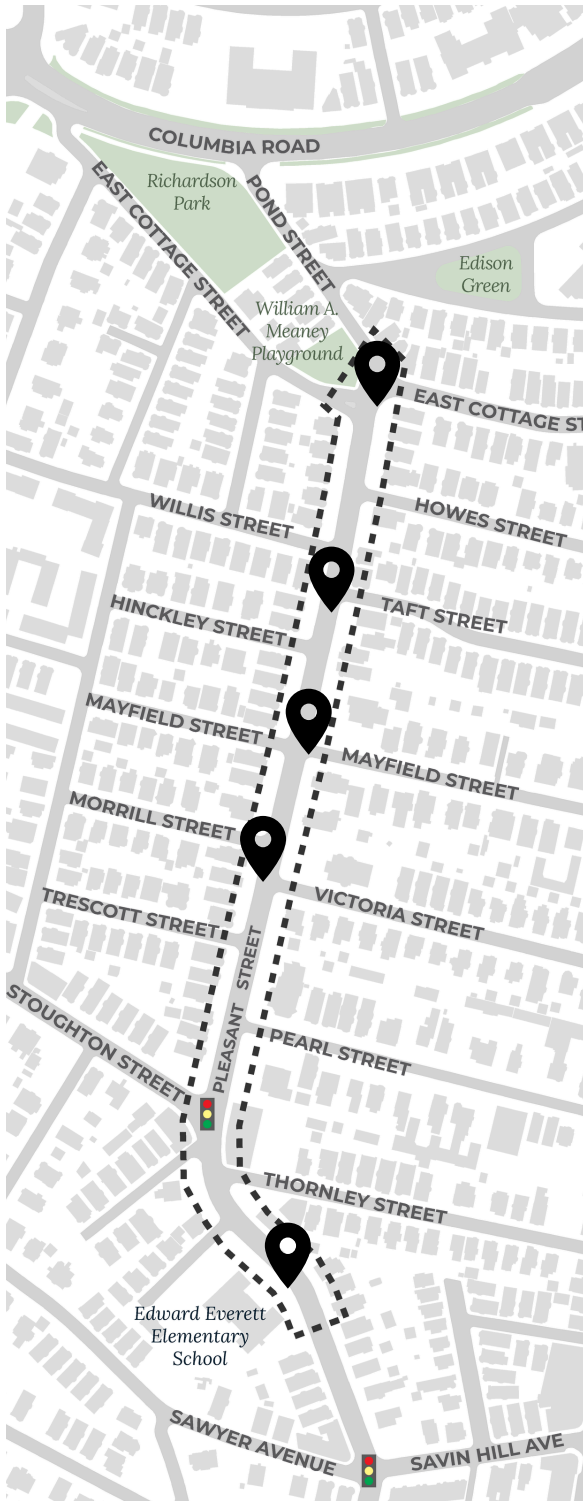 COLUMBIA ROAD
Richardson
Park
POND STREET
EAST COTTAGE STREET
Edison
Green
William A.
Meaney
Playground
EAST COTTAGE ST
WILLIS STREET
HOWES STREET
HINCKLEY STREET
TAFT STREET
MAYFIELD STREET
MAYFIELD STREET
MORRILL STREET
TRESCOTT STREET
VICTORIA STREET
PLEASANT STREET
STOUGHTON STREET
PEARL STREET
THORNLEY STREET
Edward Everett
Elementary
School
SAWYER AVENUE
SAVIN HILL AVE